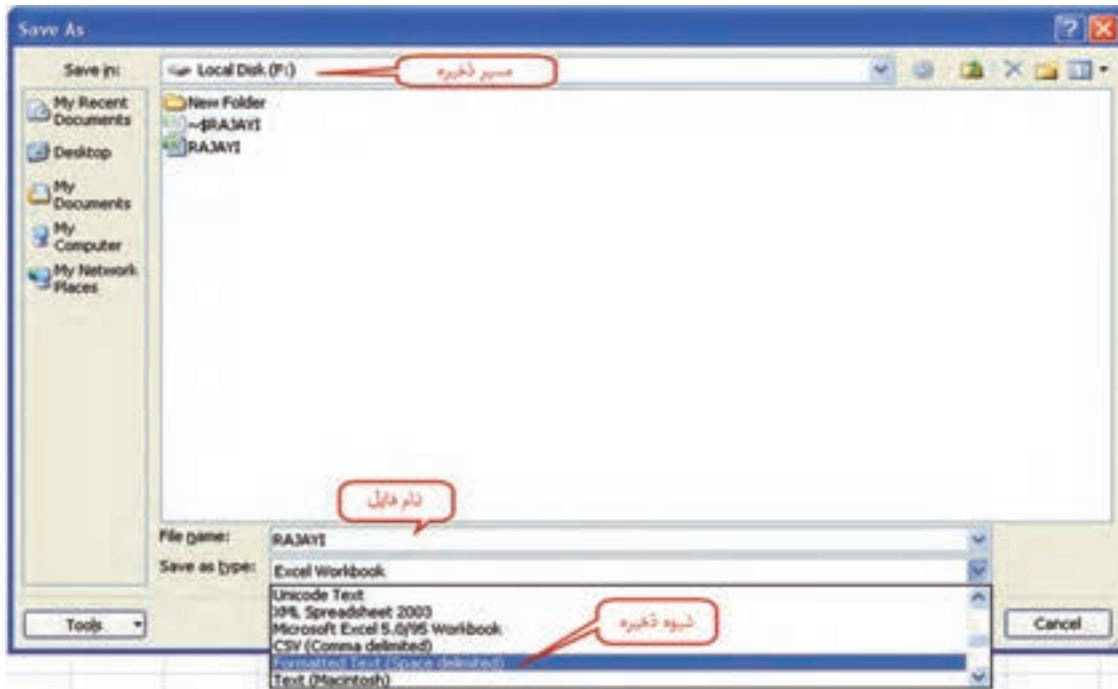 Save As
Save in:
Local Disk (F:)
مسیر ذخیره
My Recent Documents
Desktop
My Documents
My Computer
My Network Places
New Folder
~$RAJAYI
RAJAYI
نام فایل
File name:
RAJAYI
Save as type:
Excel Workbook
Unicode Text
XML Spreadsheet 2003
Microsoft Excel 5.0/95 Workbook
CSV (Comma delimited)
Formatted Text (Space delimited)
Text (Macintosh)
شیوه ذخیره
Tools
Cancel